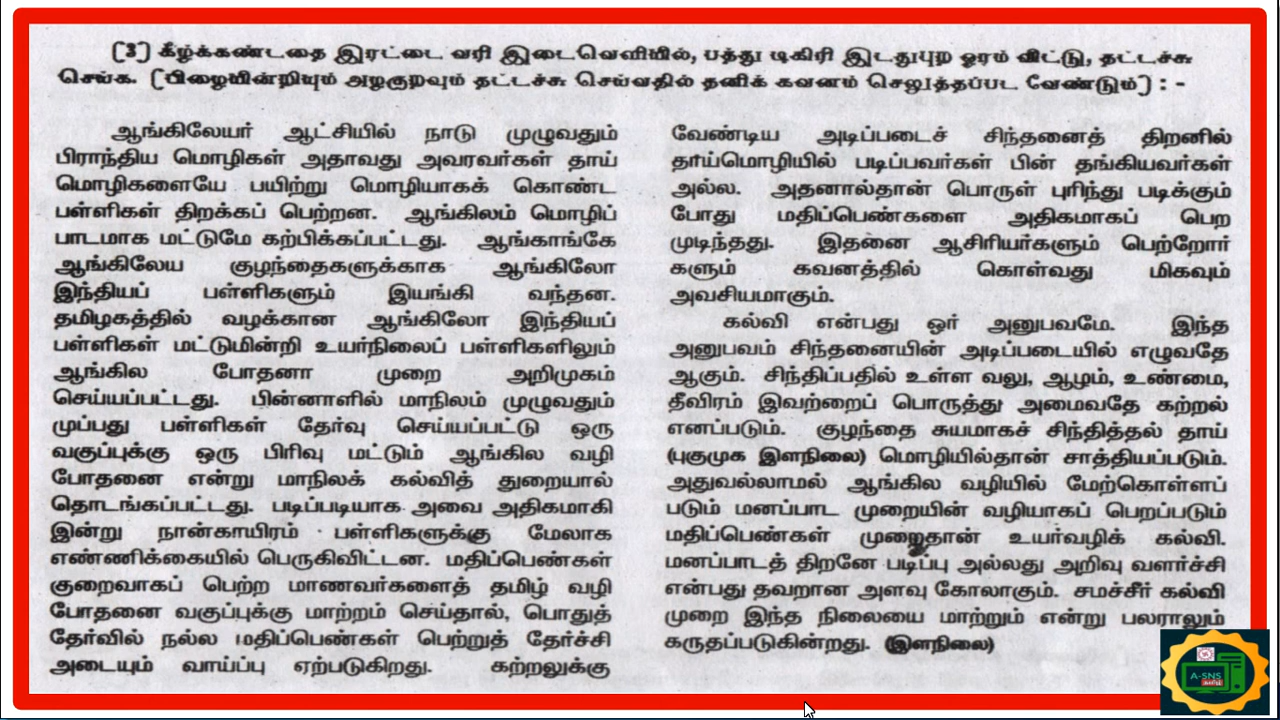 (3) கீழ்க்கண்டதை இரட்டை வரி இடைவெளியில், பத்து டிகிரி இடதுபுற ஓரம் விட்டு, தட்டச்சு
செய்க. (பிழையின்றியும் அழகுறவும் தட்டச்சு செய்வதில் தனிக் கவனம் செலுத்தப்பட வேண்டும்) : -
ஆங்கிலேயர் ஆட்சியில் நாடு முழுவதும்
பிராந்திய மொழிகள் அதாவது அவரவர்கள் தாய்
மொழிகளையே பயிற்று மொழியாகக் கொண்ட
பள்ளிகள் திறக்கப் பெற்றன. ஆங்கிலம் மொழிப்
பாடமாக மட்டுமே கற்பிக்கப்பட்டது. ஆங்காங்கே
ஆங்கிலேய குழந்தைகளுக்காக ஆங்கிலோ
இந்தியப் பள்ளிகளும் இயங்கி வந்தன.
தமிழகத்தில் வழக்கான ஆங்கிலோ இந்தியப்
பள்ளிகள் மட்டுமின்றி உயர்நிலைப் பள்ளிகளிலும்
ஆங்கில போதனா முறை அறிமுகம்
செய்யப்பட்டது. பின்னாளில் மாநிலம் முழுவதும்
முப்பது பள்ளிகள் தேர்வு செய்யப்பட்டு ஒரு
வகுப்புக்கு ஒரு பிரிவு மட்டும் ஆங்கில வழி
போதனை என்று மாநிலக் கல்வித் துறையால்
தொடங்கப்பட்டது. படிப்படியாக அவை அதிகமாகி
இன்று நான்காயிரம் பள்ளிகளுக்கு மேலாக
எண்ணிக்கையில் பெருகிவிட்டன. மதிப்பெண்கள்
குறைவாகப் பெற்ற மாணவர்களைத் தமிழ் வழி
போதனை வகுப்புக்கு மாற்றம் செய்தால், பொதுத்
தேர்வில் நல்ல மதிப்பெண்கள் பெற்றுத் தேர்ச்சி
அடையும் வாய்ப்பு ஏற்படுகிறது. கற்றலுக்கு
வேண்டிய அடிப்படைச் சிந்தனைத் திறனில்
தாய்மொழியில் படிப்பவர்கள் பின் தங்கியவர்கள்
அல்ல. அதனால்தான் பொருள் புரிந்து படிக்கும்
போது மதிப்பெண்களை அதிகமாகப் பெற
முடிந்தது. இதனை ஆசிரியர்களும் பெற்றோர்
களும் கவனத்தில் கொள்வது மிகவும்
அவசியமாகும்.
கல்வி என்பது ஓர் அனுபவமே. இந்த
அனுபவம் சிந்தனையின் அடிப்படையில் எழுவதே
ஆகும். சிந்திப்பதில் உள்ள வலு, ஆழம், உண்மை,
தீவிரம் இவற்றைப் பொருத்து அமைவதே கற்றல்
எனப்படும். குழந்தை சுயமாகச் சிந்தித்தல் தாய்
(புகுமுக இளநிலை) மொழியில்தான் சாத்தியப்படும்.
அதுவல்லாமல் ஆங்கில வழியில் மேற்கொள்ளப்
படும் மனப்பாட முறையின் வழியாகப் பெறப்படும்
மதிப்பெண்கள் முறைதான் உயர்வழிக் கல்வி.
மனப்பாடத் திறனே படிப்பு அல்லது அறிவு வளர்ச்சி
என்பது தவறான அளவு கோலாகும். சமச்சீர் கல்வி
முறை இந்த நிலையை மாற்றும் என்று பலராலும்
கருதப்படுகின்றது. (இளநிலை)
A-SNS